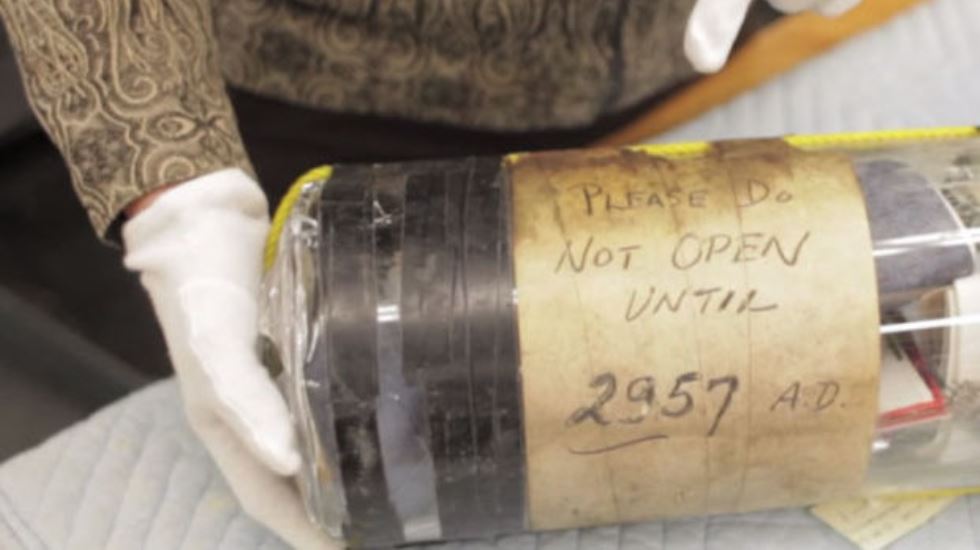 PLEASE DO
NOT OPEN
UNTIL
2957 A.D.